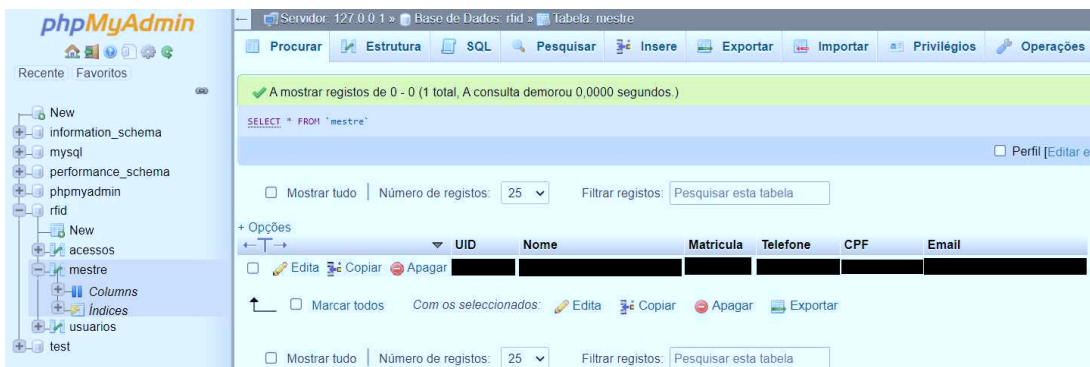 phpMyAdmin
Recente Favoritos
New
information_schema
mysql
performance_schema
phpmyadmin
rfid
New
acessos
mestre
Columns
Índices
usuarios
test
Servidor: 127.0.0.1 » Base de Dados: rfid » Tabela: mestre
Procurar Estrutura SQL Pesquisar Insere Exportar Importar Privilégios Operações
A mostrar registos de 0 - 0 (1 total, A consulta demorou 0,0000 segundos.)
SELECT * FROM `mestre`
Perfil [Editar e
Mostrar tudo Número de registos: 25 Filtrar registos: Pesquisar esta tabela
+ Opções
←T→ UID Nome Matricula Telefone CPF Email
Edita Copiar Apagar
Marcar todos Com os seleccionados: Edita Copiar Apagar Exportar
Mostrar tudo Número de registos: 25 Filtrar registos: Pesquisar esta tabela